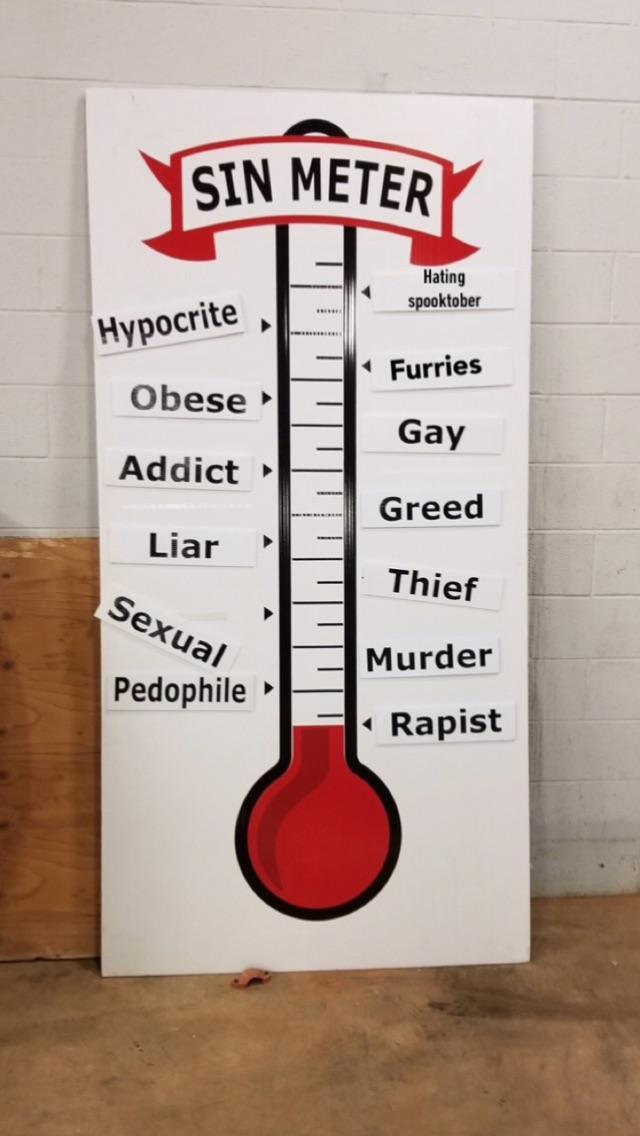 SIN METER
Hating
spooktober
Hypocrite
Furries
Obese
Gay
Addict
Greed
Liar
Thief
Sexual
Murder
Pedophile
Rapist